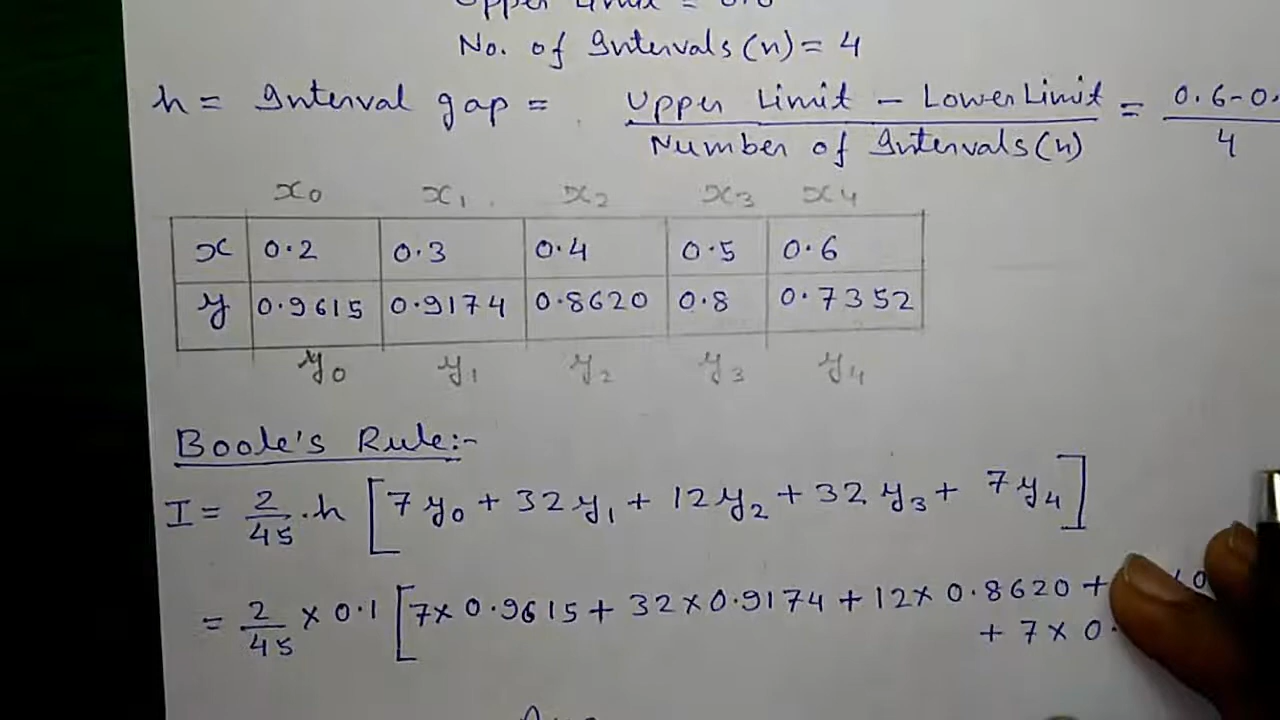 No. of Intervals (n) = 4
h = Interval gap = Upper Limit - Lower Limit / Number of Intervals (n) = 0.6-0. / 4
x0 x1 x2 x3 x4
x 0.2 0.3 0.4 0.5 0.6
y 0.9615 0.9174 0.8620 0.8 0.7352
y0 y1 y2 y3 y4
Boole's Rule:-
I = 2/45 . h [7y0 + 32y1 + 12y2 + 32y3 + 7y4]
= 2/45 × 0.1 [7× 0.9615 + 32×0.9174 + 12× 0.8620 +
+ 7 × 0.